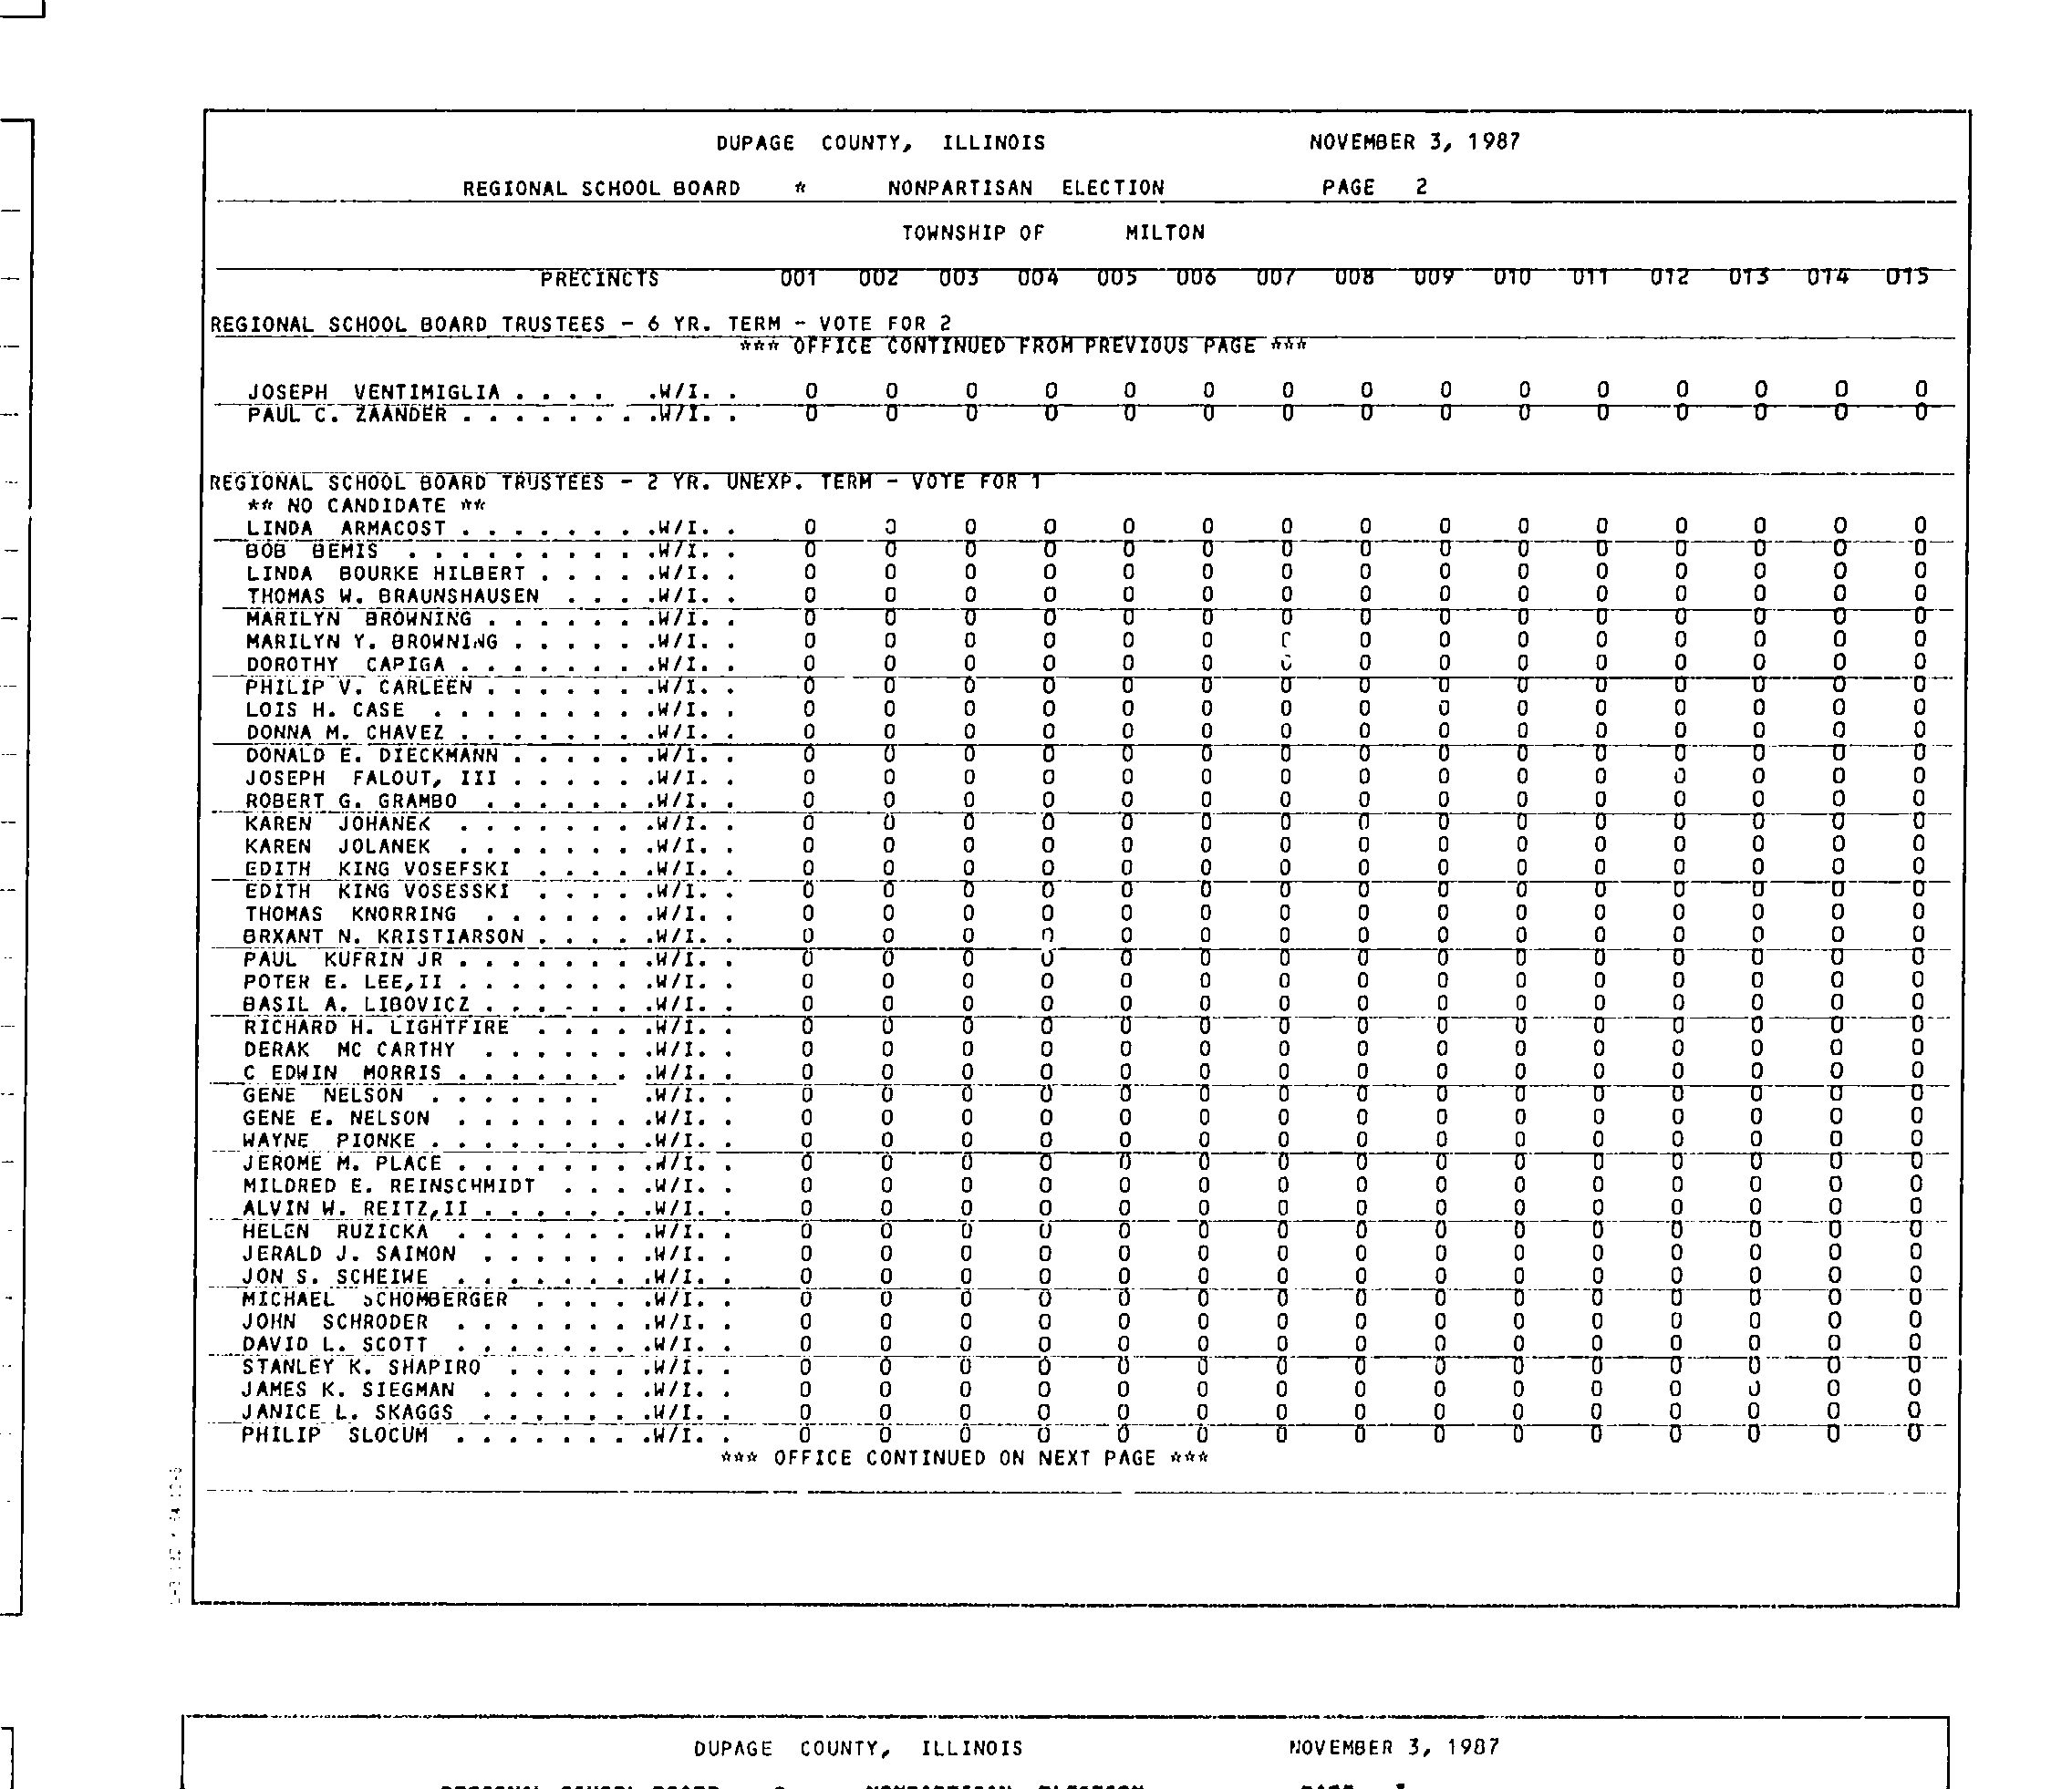 DUPAGE COUNTY, ILLINOIS NOVEMBER 3, 1987
REGIONAL SCHOOL BOARD * NONPARTISAN ELECTION PAGE 2
TOWNSHIP OF MILTON
PRECINCTS 001 002 003 004 005 006 007 008 009 010 011 012 013 014 015
REGIONAL SCHOOL BOARD TRUSTEES - 6 YR. TERM - VOTE FOR 2
*** OFFICE CONTINUED FROM PREVIOUS PAGE ***
JOSEPH VENTIMIGLIA . . . . .W/I. . 0 0 0 0 0 0 0 0 0 0 0 0 0 0 0
PAUL C. ZAANDER . . . . . . . .W/I. . 0 0 0 0 0 0 0 0 0 0 0 0 0 0 0
REGIONAL SCHOOL BOARD TRUSTEES - 2 YR. UNEXP. TERM - VOTE FOR 1
** NO CANDIDATE **
LINDA ARMACOST . . . . . . . .W/I. . 0 0 0 0 0 0 0 0 0 0 0 0 0 0 0
BOB BEMIS . . . . . . . . . .W/I. . 0 0 0 0 0 0 0 0 0 0 0 0 0 0 0
LINDA BOURKE HILBERT . . . . .W/I. . 0 0 0 0 0 0 0 0 0 0 0 0 0 0 0
THOMAS W. BRAUNSHAUSEN . . . .W/I. . 0 0 0 0 0 0 0 0 0 0 0 0 0 0 0
MARILYN BROWNING . . . . . . .W/I. . 0 0 0 0 0 0 0 0 0 0 0 0 0 0 0
MARILYN Y. BROWNING . . . . . .W/I. . 0 0 0 0 0 0 0 0 0 0 0 0 0 0 0
DOROTHY CAPIGA . . . . . . . .W/I. . 0 0 0 0 0 0 0 0 0 0 0 0 0 0 0
PHILIP V. CARLEEN . . . . . . .W/I. . 0 0 0 0 0 0 0 0 0 0 0 0 0 0 0
LOIS H. CASE . . . . . . . . .W/I. . 0 0 0 0 0 0 0 0 0 0 0 0 0 0 0
DONNA M. CHAVEZ . . . . . . . .W/I. . 0 0 0 0 0 0 0 0 0 0 0 0 0 0 0
DONALD E. DIECKMANN . . . . . .W/I. . 0 0 0 0 0 0 0 0 0 0 0 0 0 0 0
JOSEPH FALOUT, III . . . . . .W/I. . 0 0 0 0 0 0 0 0 0 0 0 0 0 0 0
ROBERT G. GRAMBO . . . . . . .W/I. . 0 0 0 0 0 0 0 0 0 0 0 0 0 0 0
KAREN JOHANEK . . . . . . . .W/I. . 0 0 0 0 0 0 0 0 0 0 0 0 0 0 0
KAREN JOLANEK . . . . . . . .W/I. . 0 0 0 0 0 0 0 0 0 0 0 0 0 0 0
EDITH KING VOSEFSKI . . . . .W/I. . 0 0 0 0 0 0 0 0 0 0 0 0 0 0 0
EDITH KING VOSESSKI . . . . .W/I. . 0 0 0 0 0 0 0 0 0 0 0 0 0 0 0
THOMAS KNORRING . . . . . . .W/I. . 0 0 0 0 0 0 0 0 0 0 0 0 0 0 0
BRXANT N. KRISTIARSON . . . . .W/I. . 0 0 0 0 0 0 0 0 0 0 0 0 0 0 0
PAUL KUFRIN JR . . . . . . . .W/I. . 0 0 0 0 0 0 0 0 0 0 0 0 0 0 0
POTER E. LEE,II . . . . . . . .W/I. . 0 0 0 0 0 0 0 0 0 0 0 0 0 0 0
BASIL A. LIBOVICZ . . . . . . .W/I. . 0 0 0 0 0 0 0 0 0 0 0 0 0 0 0
RICHARD H. LIGHTFIRE . . . . .W/I. . 0 0 0 0 0 0 0 0 0 0 0 0 0 0 0
DERAK MC CARTHY . . . . . . .W/I. . 0 0 0 0 0 0 0 0 0 0 0 0 0 0 0
C EDWIN MORRIS . . . . . . . .W/I. . 0 0 0 0 0 0 0 0 0 0 0 0 0 0 0
GENE NELSON . . . . . . . .W/I. . 0 0 0 0 0 0 0 0 0 0 0 0 0 0 0
GENE E. NELSON . . . . . . . .W/I. . 0 0 0 0 0 0 0 0 0 0 0 0 0 0 0
WAYNE PIONKE . . . . . . . . .W/I. . 0 0 0 0 0 0 0 0 0 0 0 0 0 0 0
JEROME M. PLACE . . . . . . . .W/I. . 0 0 0 0 0 0 0 0 0 0 0 0 0 0 0
MILDRED E. REINSCHMIDT . . . .W/I. . 0 0 0 0 0 0 0 0 0 0 0 0 0 0 0
ALVIN W. REITZ,II . . . . . . .W/I. . 0 0 0 0 0 0 0 0 0 0 0 0 0 0 0
HELEN RUZICKA . . . . . . . .W/I. . 0 0 0 0 0 0 0 0 0 0 0 0 0 0 0
JERALD J. SAIMON . . . . . . .W/I. . 0 0 0 0 0 0 0 0 0 0 0 0 0 0 0
JON S. SCHEIWE . . . . . . . .W/I. . 0 0 0 0 0 0 0 0 0 0 0 0 0 0 0
MICHAEL SCHOMBERGER . . . . .W/I. . 0 0 0 0 0 0 0 0 0 0 0 0 0 0 0
JOHN SCHRODER . . . . . . . .W/I. . 0 0 0 0 0 0 0 0 0 0 0 0 0 0 0
DAVID L. SCOTT . . . . . . . .W/I. . 0 0 0 0 0 0 0 0 0 0 0 0 0 0 0
STANLEY K. SHAPIRO . . . . . .W/I. . 0 0 0 0 0 0 0 0 0 0 0 0 0 0 0
JAMES K. SIEGMAN . . . . . . .W/I. . 0 0 0 0 0 0 0 0 0 0 0 0 0 0 0
JANICE L. SKAGGS . . . . . . .W/I. . 0 0 0 0 0 0 0 0 0 0 0 0 0 0 0
PHILIP SLOCUM . . . . . . . .W/I. . 0 0 0 0 0 0 0 0 0 0 0 0 0 0 0
*** OFFICE CONTINUED ON NEXT PAGE ***
DUPAGE COUNTY, ILLINOIS NOVEMBER 3, 1987